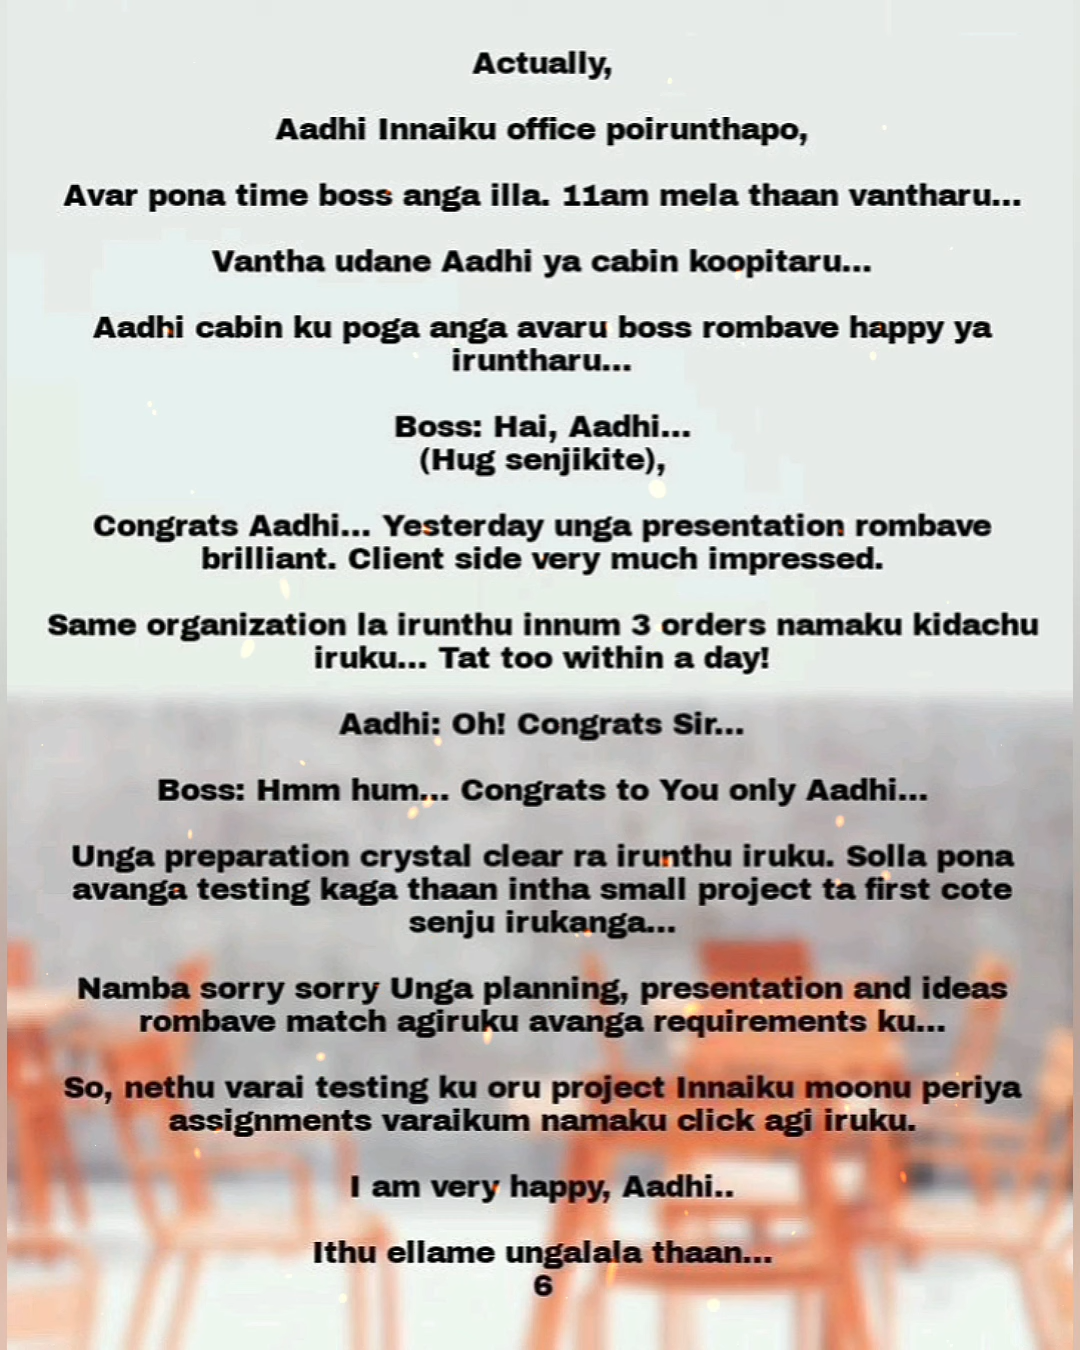 Actually,
Aadhi Innaiku office poirunthapo,
Avar pona time boss anga illa. 11am mela thaan vantharu...
Vantha udane Aadhi ya cabin koopitaru...
Aadhi cabin ku poga anga avaru boss rombave happy ya
iruntharu...
Boss: Hai, Aadhi...
(Hug senjikite),
Congrats Aadhi... Yesterday unga presentation rombave
brilliant. Client side very much impressed.
Same organization la irunthu innum 3 orders namaku kidachu
iruku... Tat too within a day!
Aadhi: Oh! Congrats Sir...
Boss: Hmm hum... Congrats to You only Aadhi...
Unga preparation crystal clear ra irunthu iruku. Solla pona
avanga testing kaga thaan intha small project ta first cote
senju irukanga...
Namba sorry sorry Unga planning, presentation and ideas
rombave match agiruku avanga requirements ku...
So, nethu varai testing ku oru project Innaiku moonu periya
assignments varaikum namaku click agi iruku.
I am very happy, Aadhi..
Ithu ellame ungalala thaan...
6